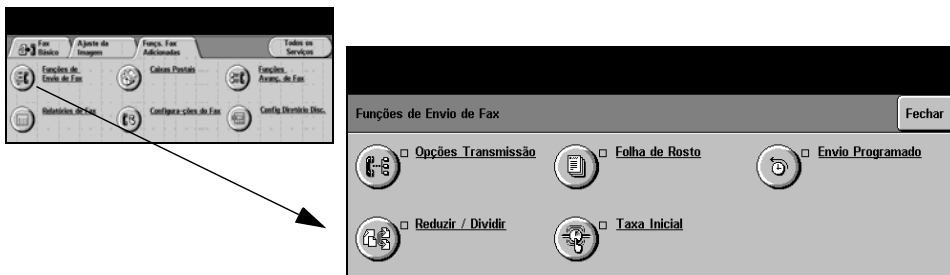 Fax
Básico
Ajuste da
Imagem
Funçs. Fax
Adicionadas
Todos os
Serviços
Funções de
Envio de Fax
Caixas Postais
Funções
Avanç. de Fax
Relatórios de Fax
Configura-ções do Fax
Config Diretório Disc.
Funções de Envio de Fax
Fechar
Opções Transmissão
Folha de Rosto
Envio Programado
Reduzir / Dividir
Taxa Inicial